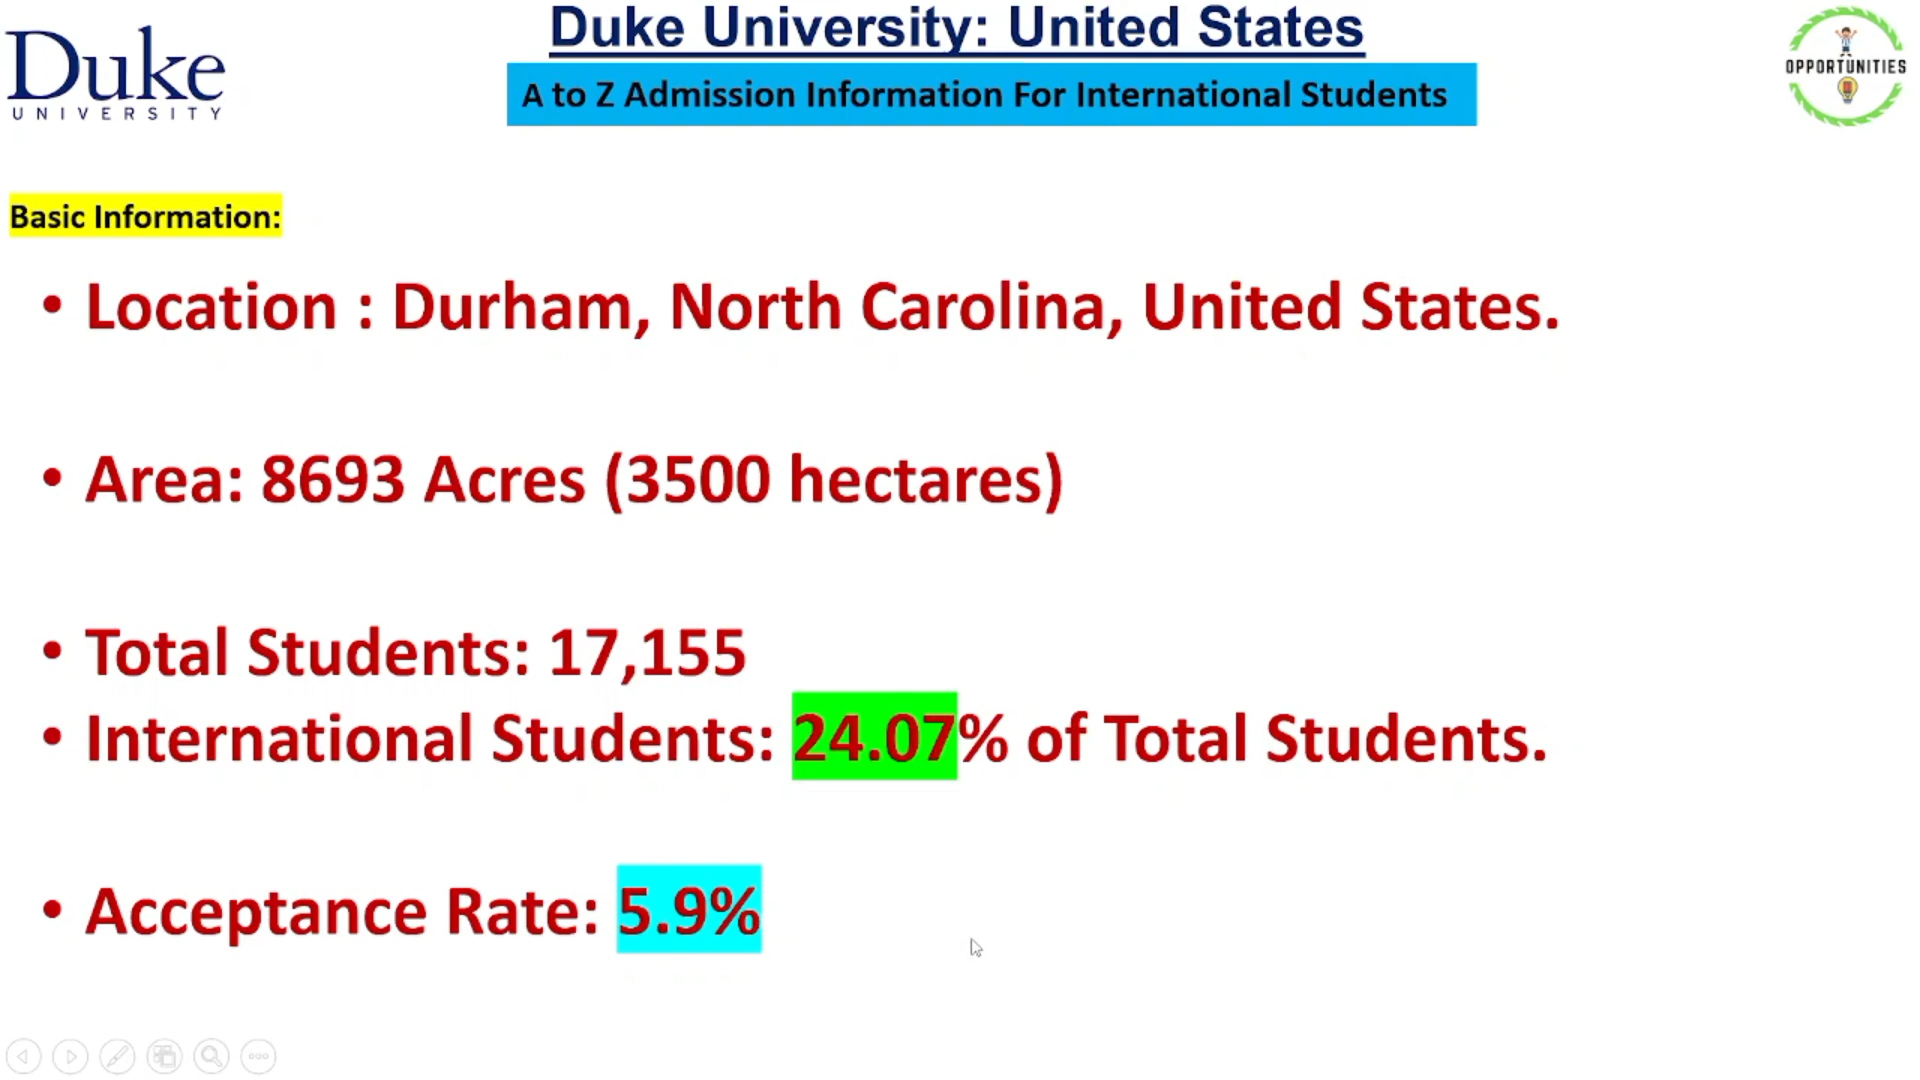 Duke
UNIVERSITY
Duke University: United States
A to Z Admission Information For International Students
OPPORTUNITIES
Basic Information:
• Location : Durham, North Carolina, United States.
• Area: 8693 Acres (3500 hectares)
• Total Students: 17,155
• International Students: 24.07% of Total Students.
• Acceptance Rate: 5.9%